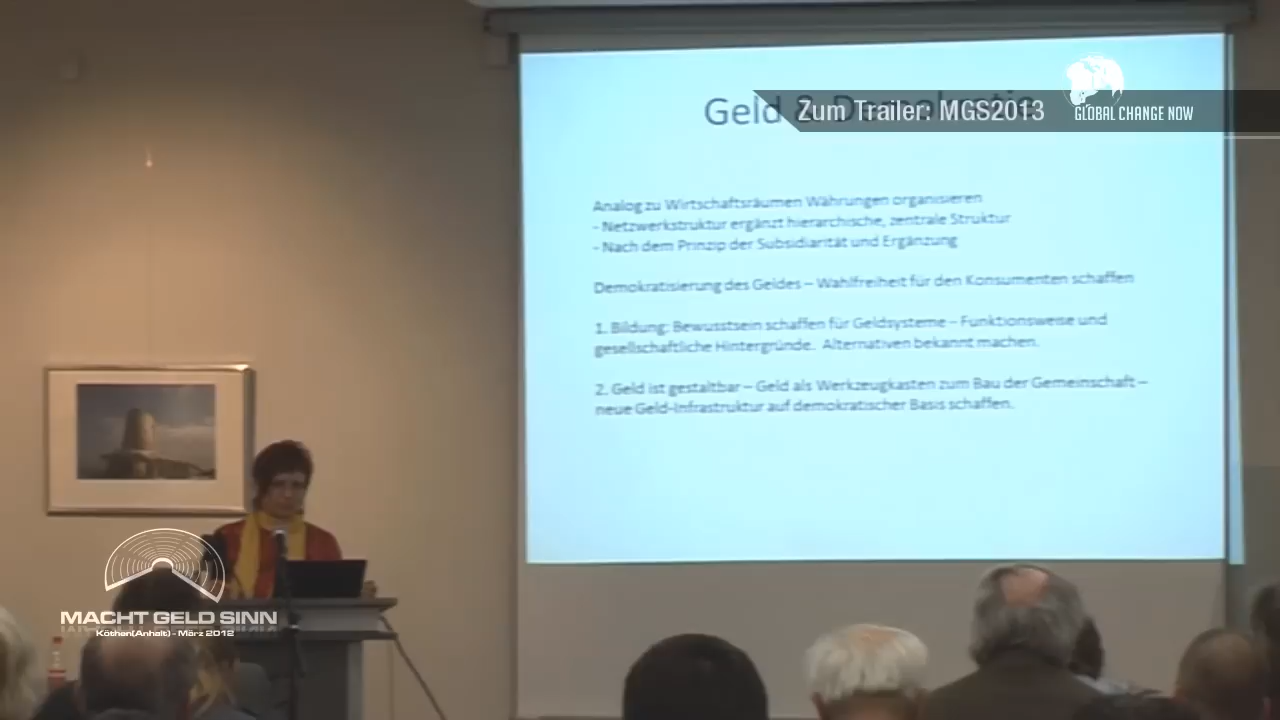 Geld &
Zum Trailer: MGS2013
GLOBAL CHANGE NOW
Analog zu Wirtschaftsräumen Währungen organisieren
- Netzwerkstruktur ergänzt hierarchische, zentrale Struktur
- Nach dem Prinzip der Subsidiarität und Ergänzung
Demokratisierung des Geldes – Wahlfreiheit für den Konsumenten schaffen
1. Bildung: Bewusstsein schaffen für Geldsysteme – Funktionsweise und
gesellschaftliche Hintergründe. Alternativen bekannt machen.
2. Geld ist gestaltbar – Geld als Werkzeugkasten zum Bau der Gemeinschaft –
neue Geld-Infrastruktur auf demokratischer Basis schaffen.
MACHT GELD SINN
Köthen(Anhalt) - März 2012